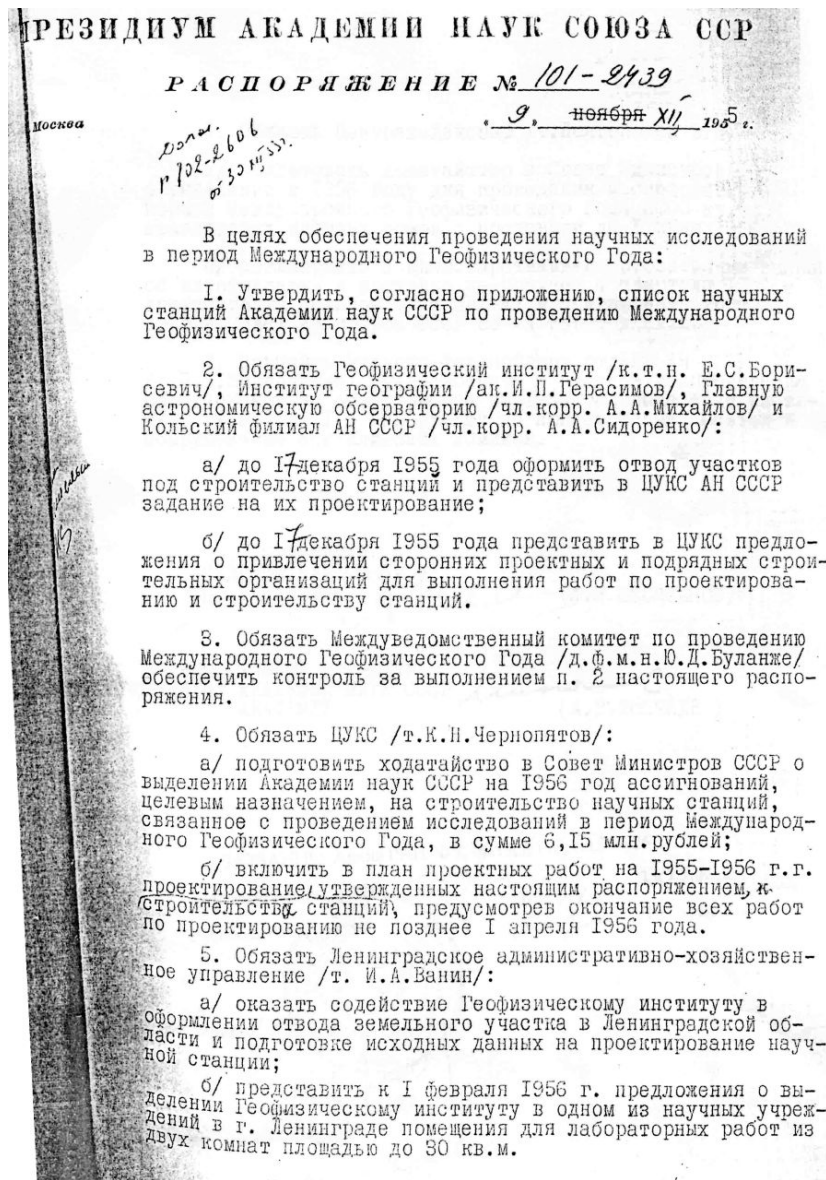 ПРЕЗИДИУМ АКАДЕМИИ НАУК СОЮЗА ССР
РАСПОРЯЖЕНИЕ № 101-2439
Москва
" 9 " ноября XII 1955 г.
Допол.
р 102-2606
от 30 XII 55г.
В целях обеспечения проведения научных исследований
в период Международного Геофизического Года:
I. Утвердить, согласно приложению, список научных
станций Академии наук СССР по проведению Международного
Геофизического Года.
2. Обязать Геофизический институт /к.т.н. Е.С.Бори-
севич/, Институт географии /ак.И.П.Герасимов/, Главную
астрономическую обсерваторию /чл.корр. А.А.Михайлов/ и
Кольский филиал АН СССР /чл.корр. А.А.Сидоренко/:
а/ до 17 декабря 1955 года оформить отвод участков
под строительство станций и представить в ЦУКС АН СССР
задание на их проектирование;
б/ до 17 декабря 1955 года представить в ЦУКС предло-
жения о привлечении сторонних проектных и подрядных строи-
тельных организаций для выполнения работ по проектирова-
нию и строительству станций.
3. Обязать Междуведомственный комитет по проведению
Международного Геофизического Года /д.ф.м.н.Ю.Д.Буланже/
обеспечить контроль за выполнением п. 2 настоящего распо-
ряжения.
4. Обязать ЦУКС /т.К.Н.Чернопятов/:
а/ подготовить ходатайство в Совет Министров СССР о
выделении Академии наук СССР на 1956 год ассигнований,
целевым назначением, на строительство научных станций,
связанное с проведением исследований в период Международ-
ного Геофизического Года, в сумме 6,15 млн.рублей;
б/ включить в план проектных работ на 1955-1956 г.г.
проектирование, утвержденных настоящим распоряжением, к
строительству станций, предусмотрев окончание всех работ
по проектированию не позднее I апреля 1956 года.
5. Обязать Ленинградское административно-хозяйствен-
ное управление /т. И.А.Ванин/:
а/ оказать содействие Геофизическому институту в
оформлении отвода земельного участка в Ленинградской об-
ласти и подготовке исходных данных на проектирование науч-
ной станции;
б/ представить к I февраля 1956 г. предложения о вы-
делении Геофизическому институту в одном из научных учреж-
дений в г. Ленинграде помещения для лабораторных работ из
двух комнат площадью до 30 кв.м.